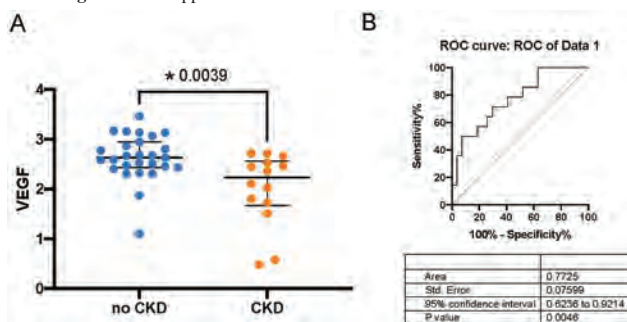 A
B
ROC curve: ROC of Data 1
* 0.0039
4
3
2
1
0
VEGF
no CKD
CKD
100
80
60
40
20
0
Sensitivity%
0 20 40 60 80 100
100% - Specificity%
Area 0.7725
Std. Error 0.07599
95% confidence interval 0.6236 to 0.9214
P value 0.0046